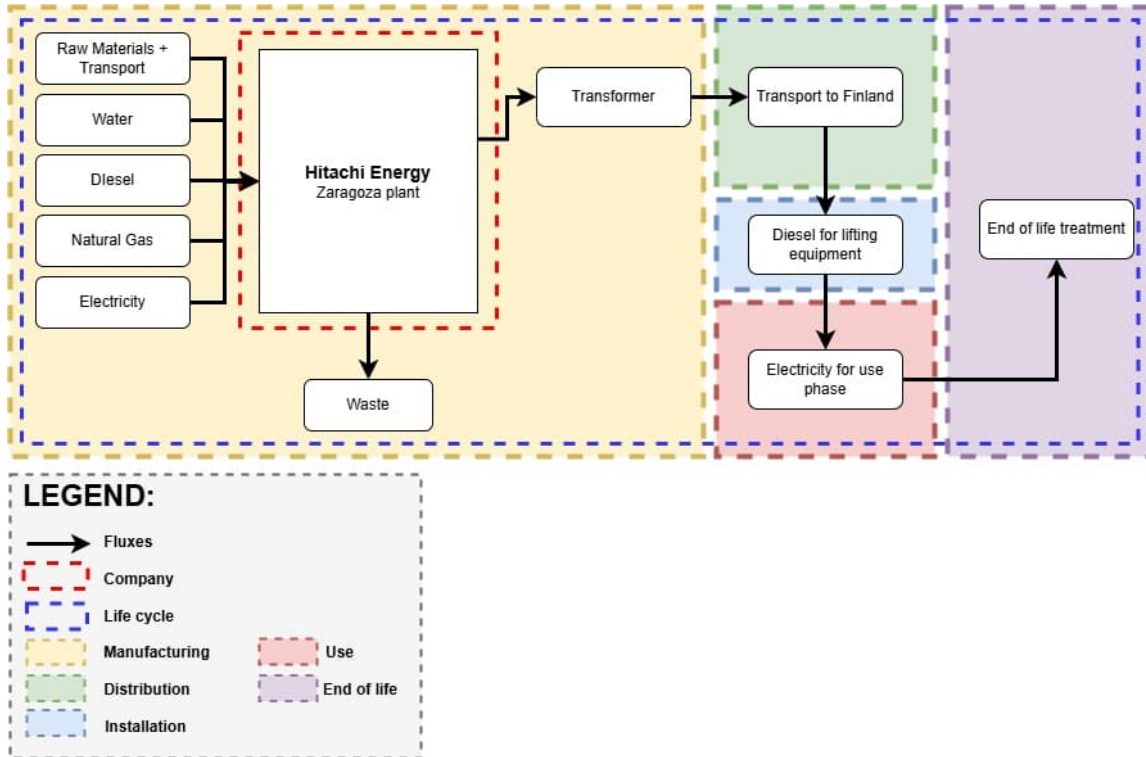 Raw Materials +
Transport
Water
DIesel
Natural Gas
Electricity
Hitachi Energy
Zaragoza plant
Waste
Transformer
Transport to Finland
Diesel for lifting
equipment
Electricity for use
phase
End of life treatment
LEGEND:
Fluxes
Company
Life cycle
Manufacturing
Distribution
Installation
Use
End of life